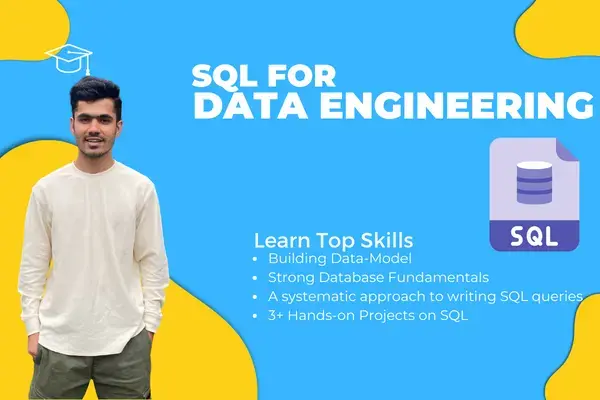 SQL FOR
DATA ENGINEERING
SQL
Learn Top Skills
• Building Data-Model
• Strong Database Fundamentals
• A systematic approach to writing SQL queries
• 3+ Hands-on Projects on SQL